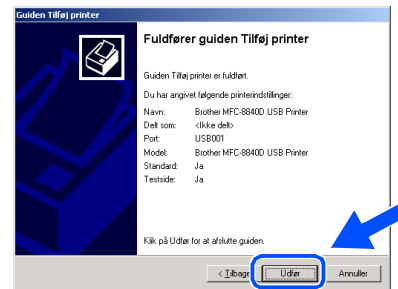 Guiden Tilføj printer
Fuldfører guiden Tilføj printer
Guiden Tilføj printer er fuldført.
Du har angivet følgende printerindstillinger:
Navn: Brother MFC-8840D USB Printer
Delt som: <Ikke delt>
Port: USB001
Model: Brother MFC-8840D USB Printer
Standard: Ja
Testside: Ja
Klik på Udfør for at afslutte guiden.
< Tilbage Udfør Annuller